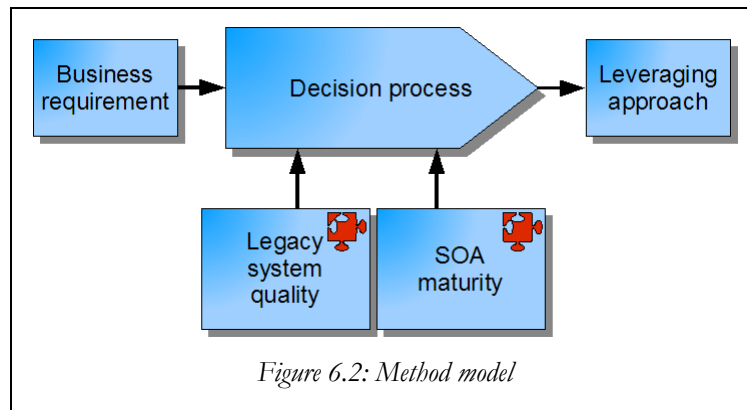 Business
requirement
Decision process
Leveraging
approach
Legacy
system
quality
SOA
maturity
Figure 6.2: Method model